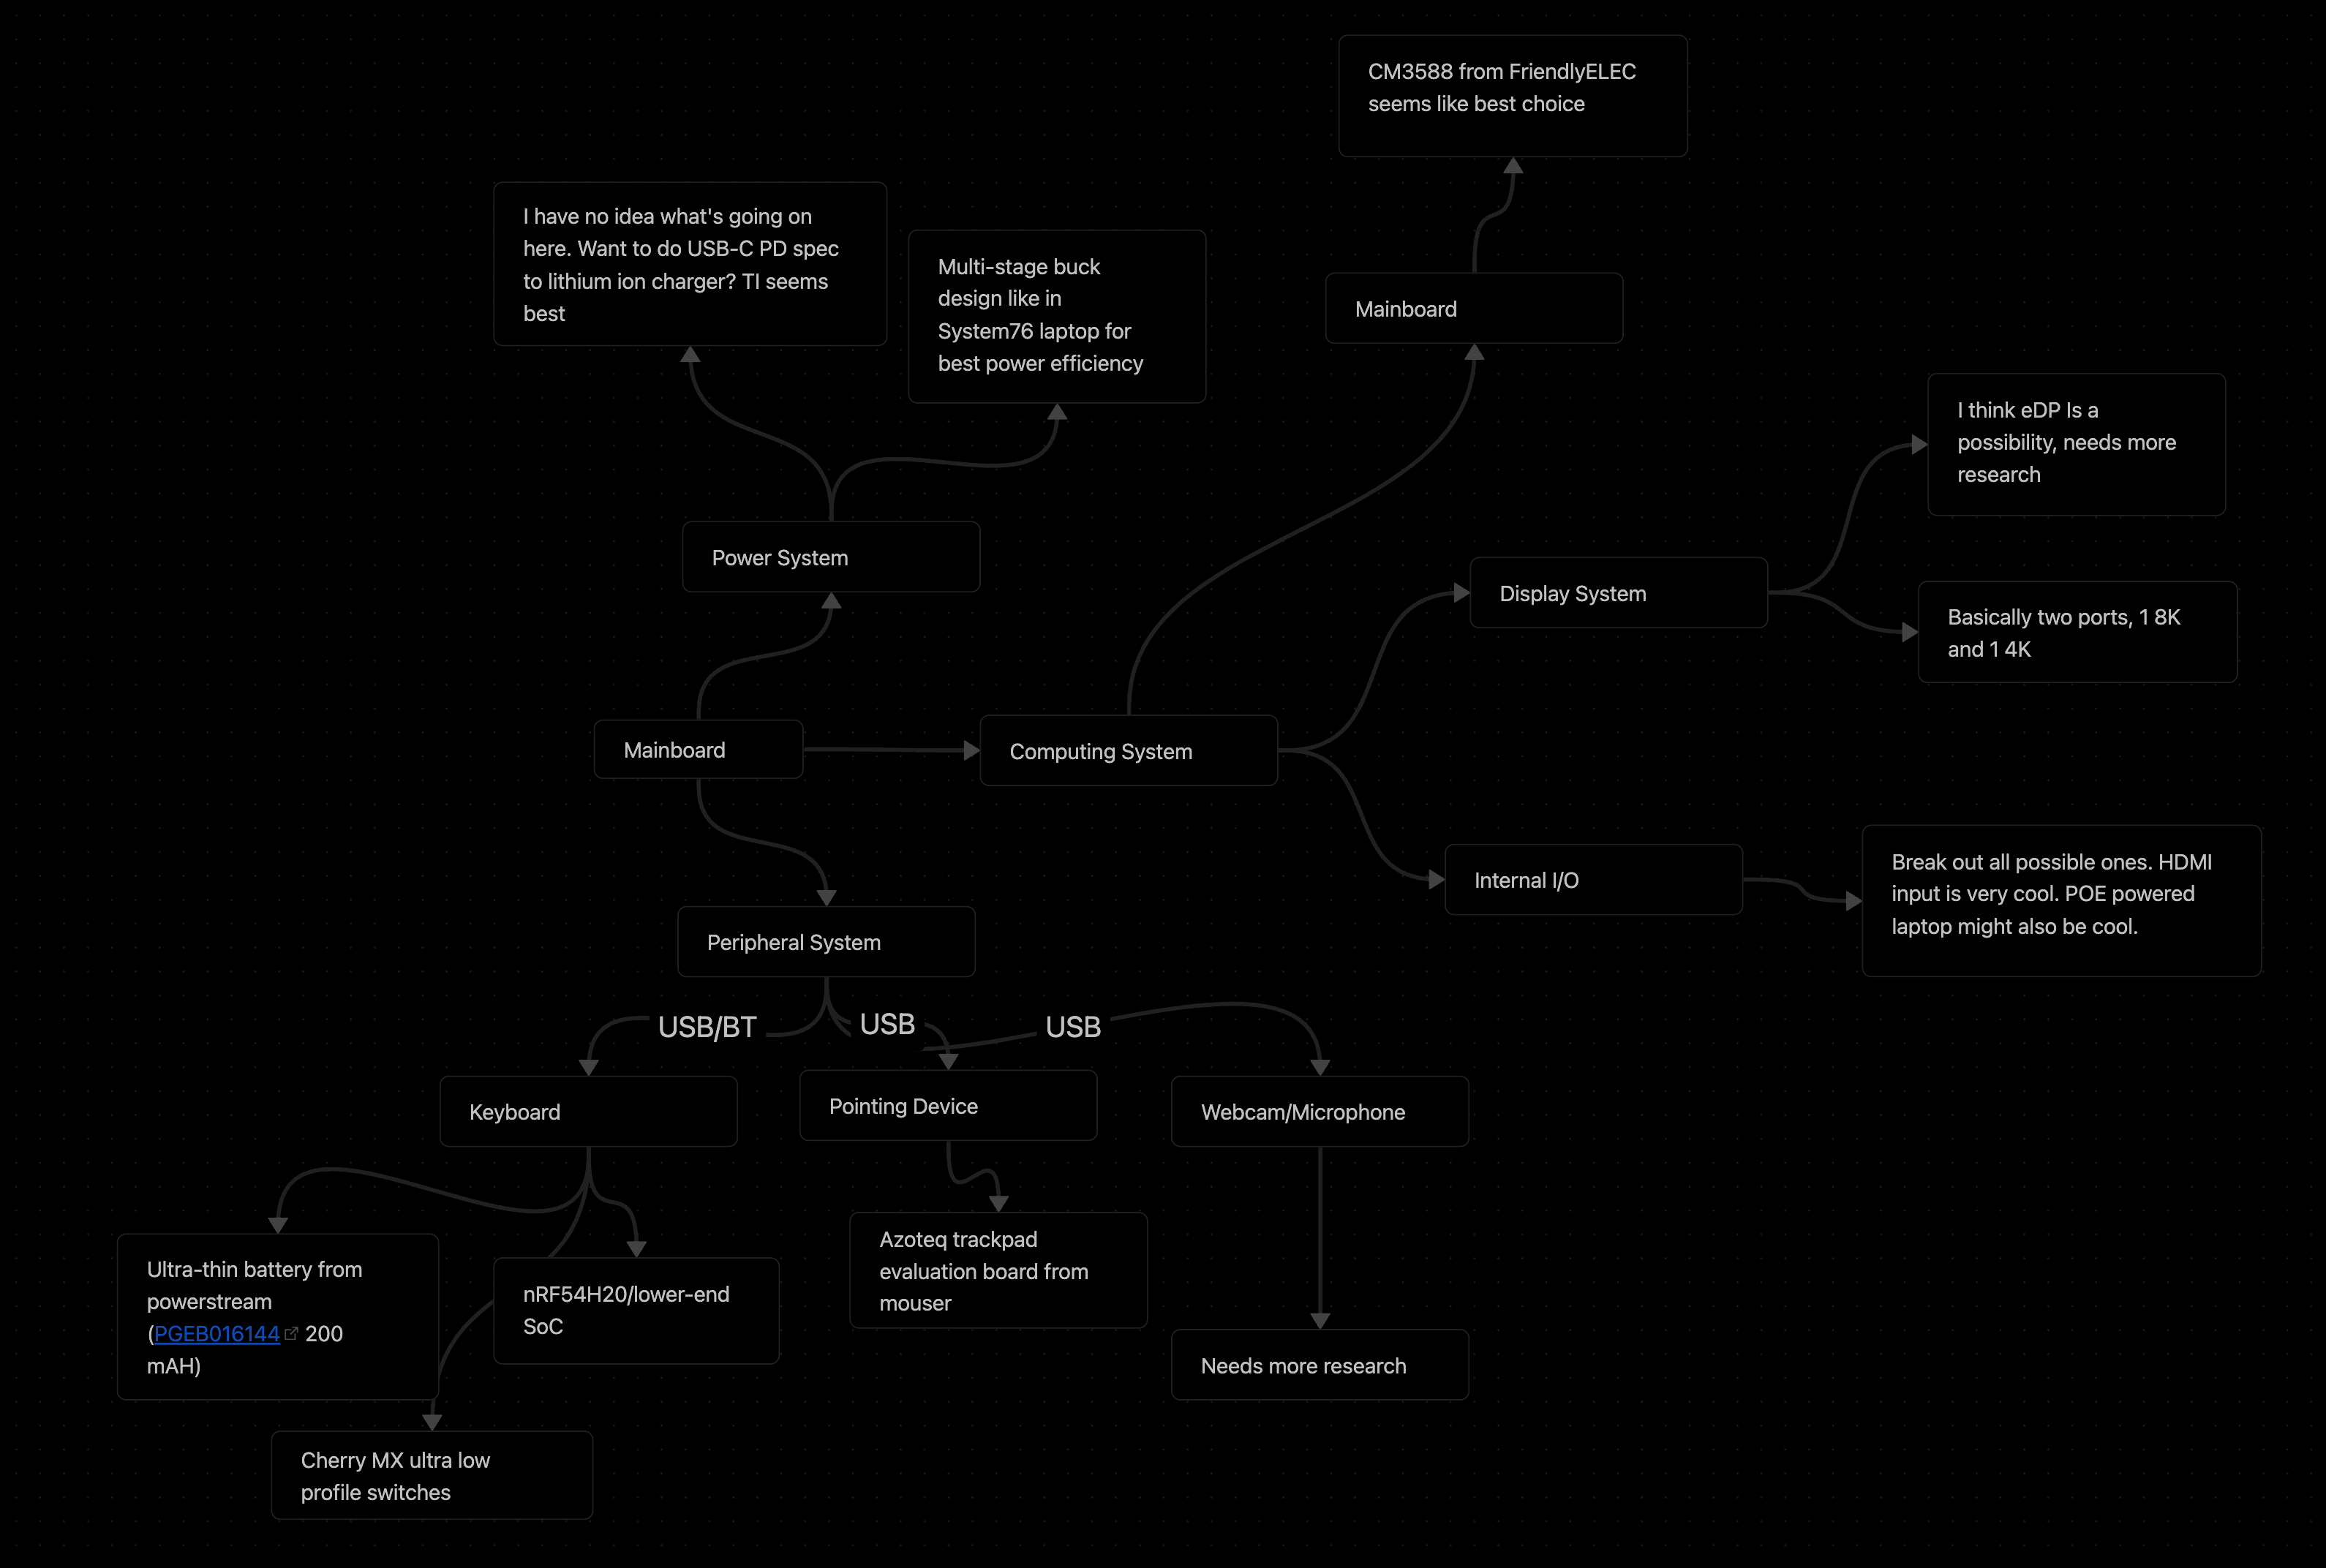 CM3588 from FriendlyELEC
seems like best choice
I have no idea what's going on
here. Want to do USB-C PD spec
to lithium ion charger? TI seems
best
Multi-stage buck
design like in
System76 laptop for
best power efficiency
Mainboard
I think eDP Is a
possibility, needs more
research
Power System
Display System
Basically two ports, 1 8K
and 1 4K
Mainboard
Computing System
Internal I/O
Break out all possible ones. HDMI
input is very cool. POE powered
laptop might also be cool.
Peripheral System
USB/BT
USB
USB
Keyboard
Pointing Device
Webcam/Microphone
Ultra-thin battery from
powerstream
(PGEB016144 200
mAH)
nRF54H20/lower-end
SoC
Azoteq trackpad
evaluation board from
mouser
Needs more research
Cherry MX ultra low
profile switches